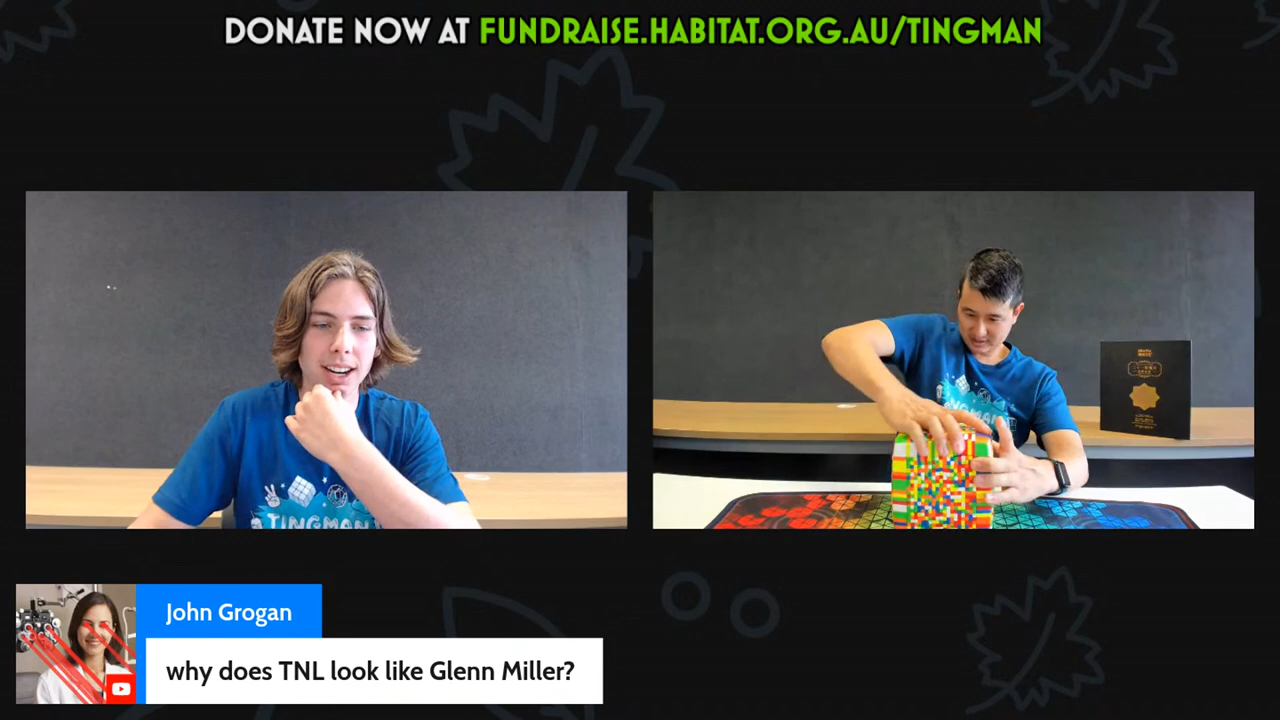 DONATE NOW AT FUNDRAISE.HABITAT.ORG.AU/TINGMAN
TINGMAN
John Grogan
why does TNL look like Glenn Miller?